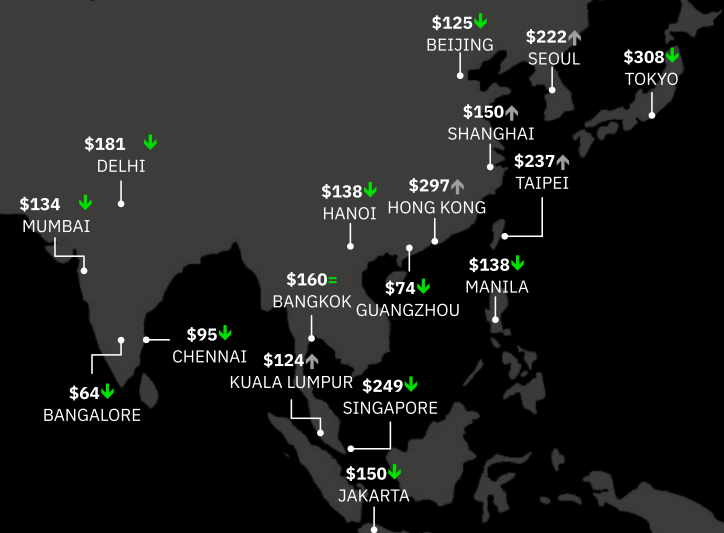 $125↓
BEIJING
$222↑
SEOUL
$308↓
TOKYO
$150↑
SHANGHAI
$181 ↓
DELHI
$237↑
TAIPEI
$134 ↓
MUMBAI
$138↓
HANOI
$297↑
HONG KONG
$138↓
MANILA
$160=
BANGKOK
$74↓
GUANGZHOU
$95↓
CHENNAI
$124↑
KUALA LUMPUR
$64↓
BANGALORE
$249↓
SINGAPORE
$150↓
JAKARTA